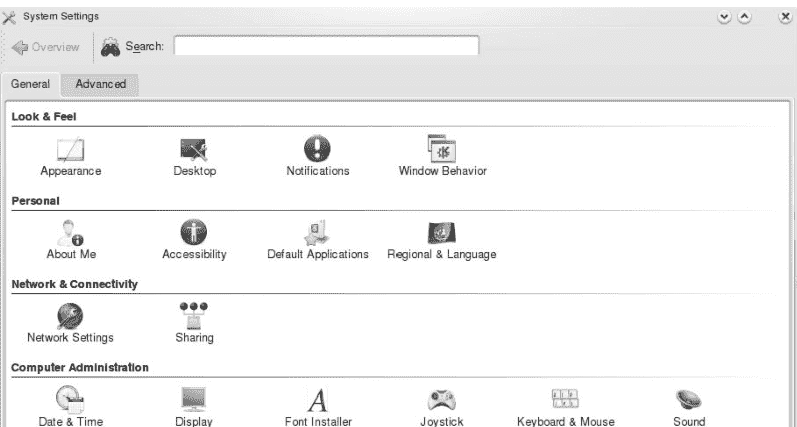 System Settings
Overview Search:
General Advanced
Look & Feel
Appearance Desktop Notifications Window Behavior
Personal
About Me Accessibility Default Applications Regional & Language
Network & Connectivity
Network Settings Sharing
Computer Administration
Date & Time Display Font Installer Joystick Keyboard & Mouse Sound